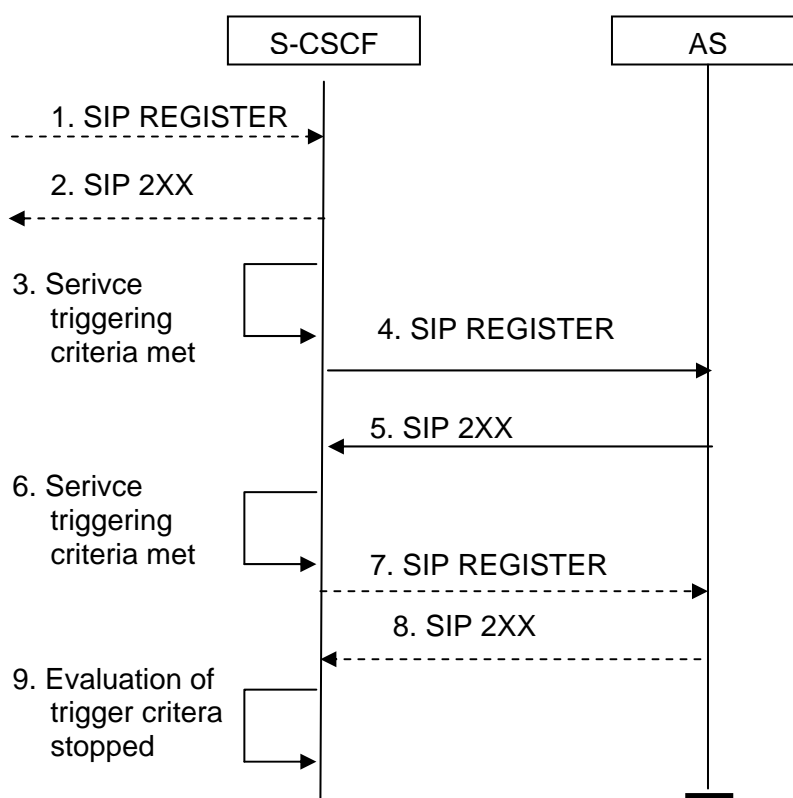 S-CSCF
AS
1. SIP REGISTER
2. SIP 2XX
3. Serivce
triggering
criteria met
4. SIP REGISTER
5. SIP 2XX
6. Serivce
triggering
criteria met
7. SIP REGISTER
8. SIP 2XX
9. Evaluation of
trigger critera
stopped